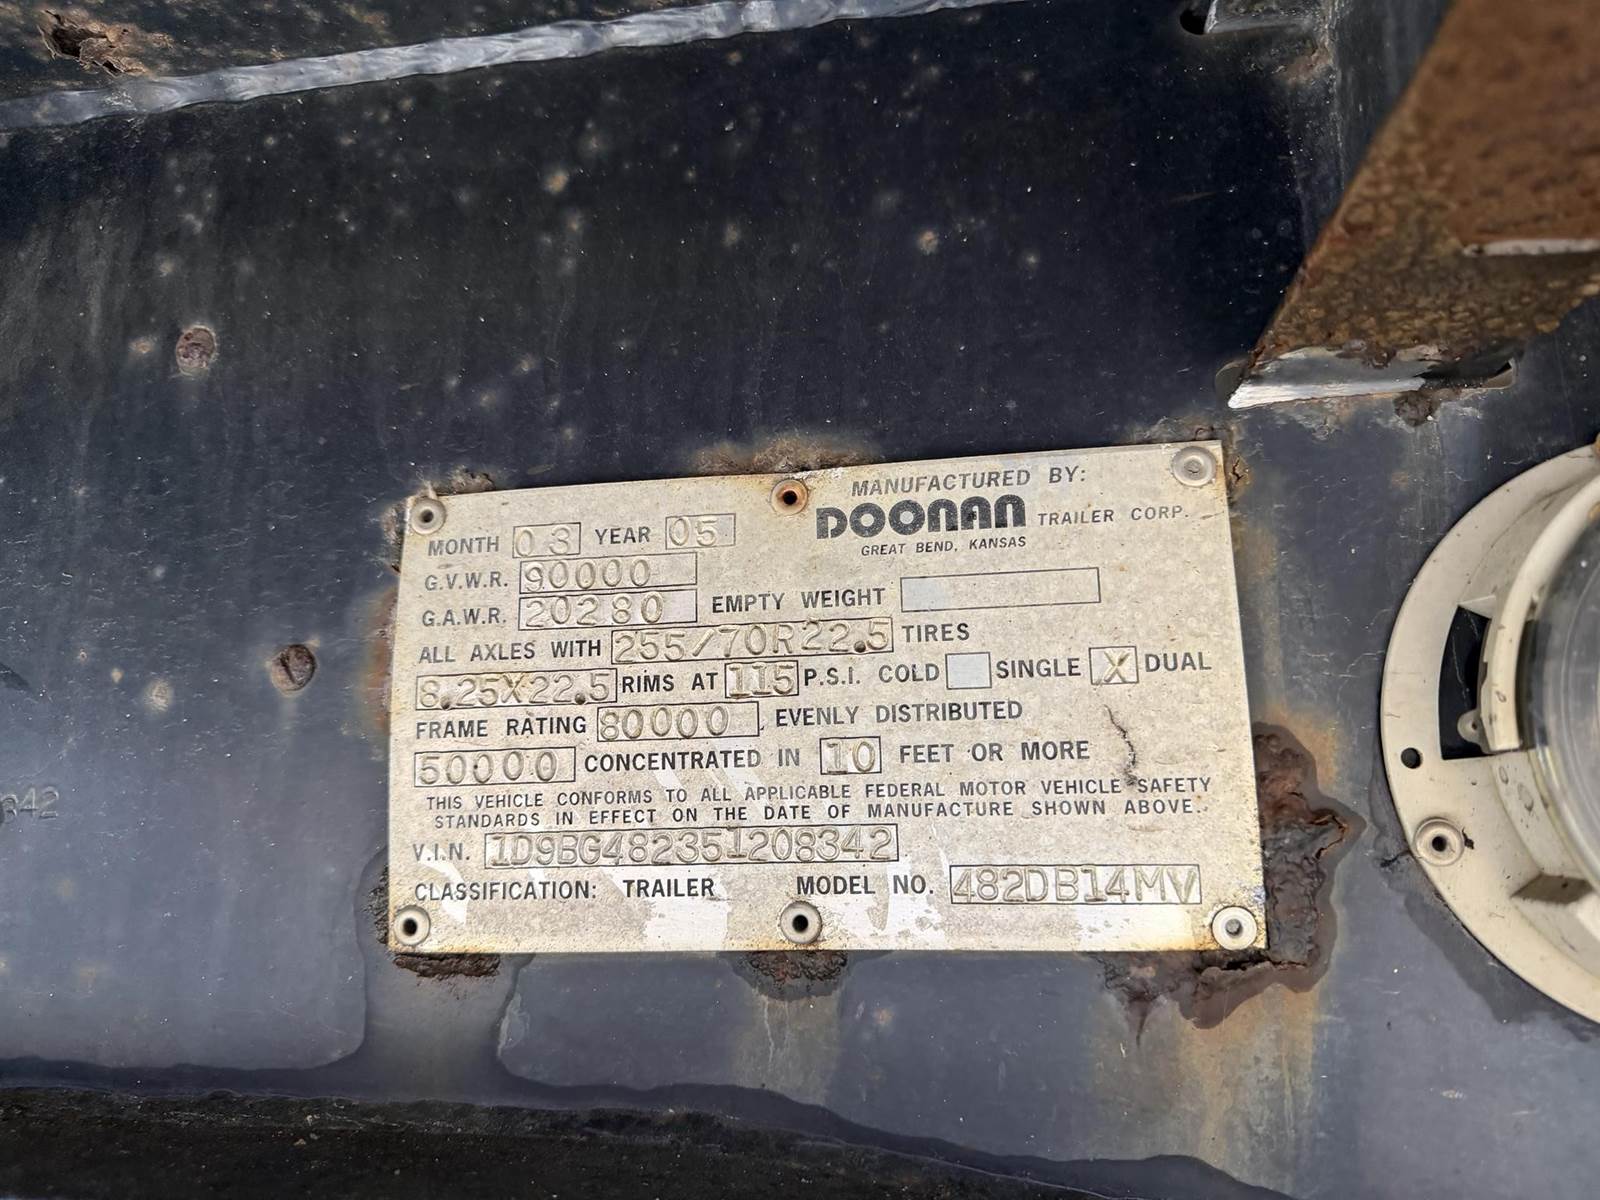 MANUFACTURED BY:
DOONAN TRAILER CORP.
GREAT BEND, KANSAS
MONTH 03 YEAR 05
G.V.W.R. 90000
G.A.W.R. 20280 EMPTY WEIGHT
ALL AXLES WITH 255/70R22.5 TIRES
8.25X22.5 RIMS AT 115 P.S.I. COLD SINGLE X DUAL
FRAME RATING 80000 EVENLY DISTRIBUTED
50000 CONCENTRATED IN 10 FEET OR MORE
THIS VEHICLE CONFORMS TO ALL APPLICABLE FEDERAL MOTOR VEHICLE SAFETY
STANDARDS IN EFFECT ON THE DATE OF MANUFACTURE SHOWN ABOVE.
V.I.N. 1D9BG482351208342
CLASSIFICATION: TRAILER MODEL NO. 482DB14MV